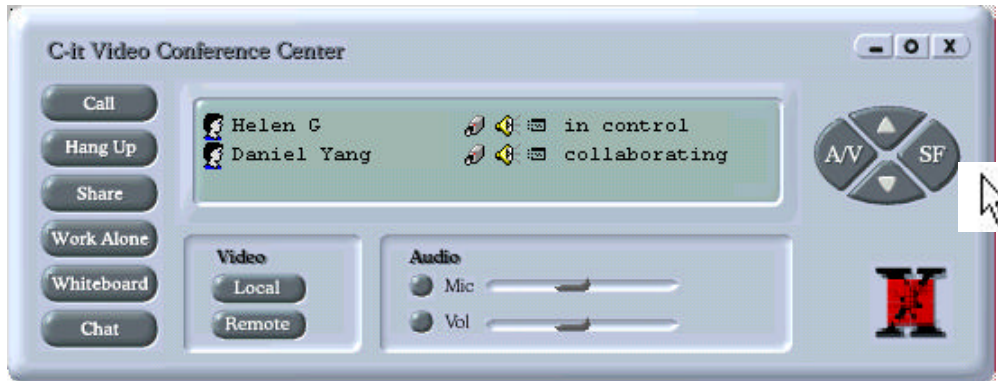 C-it Video Conference Center
Call
Hang Up
Share
Work Alone
Whiteboard
Chat
Helen G in control
Daniel Yang collaborating
A/V SF
Video
Local
Remote
Audio
Mic
Vol